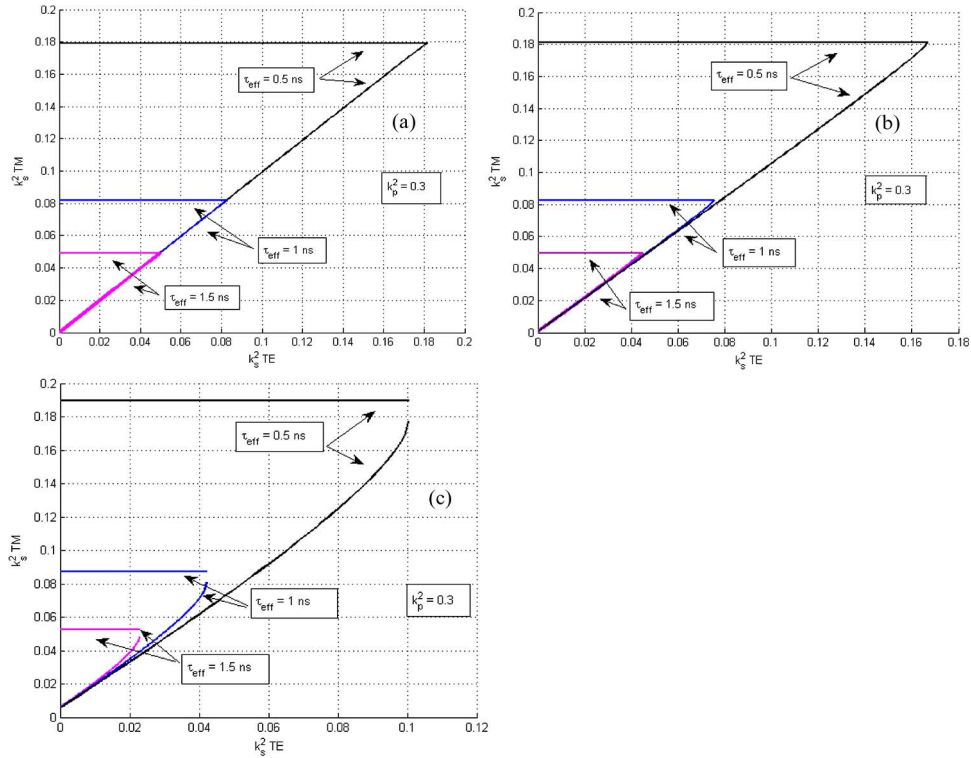 0.2
0.18
0.16
0.14
0.12
0.1
0.08
0.06
0.04
0.02
0
k_s^2 TM
τ_eff = 0.5 ns
(a)
k_p^2 = 0.3
τ_eff = 1 ns
τ_eff = 1.5 ns
0 0.02 0.04 0.06 0.08 0.1 0.12 0.14 0.16 0.18 0.2
k_s^2 TE
0.2
0.18
0.16
0.14
0.12
0.1
0.08
0.06
0.04
0.02
0
k_s^2 TM
τ_eff = 0.5 ns
(b)
k_p^2 = 0.3
τ_eff = 1 ns
τ_eff = 1.5 ns
0 0.02 0.04 0.06 0.08 0.1 0.12 0.14 0.16 0.18
k_s^2 TE
0.2
0.18
0.16
0.14
0.12
0.1
0.08
0.06
0.04
0.02
0
k_s^2 TM
τ_eff = 0.5 ns
(c)
k_p^2 = 0.3
τ_eff = 1 ns
τ_eff = 1.5 ns
0 0.02 0.04 0.06 0.08 0.1 0.12
k_s^2 TE